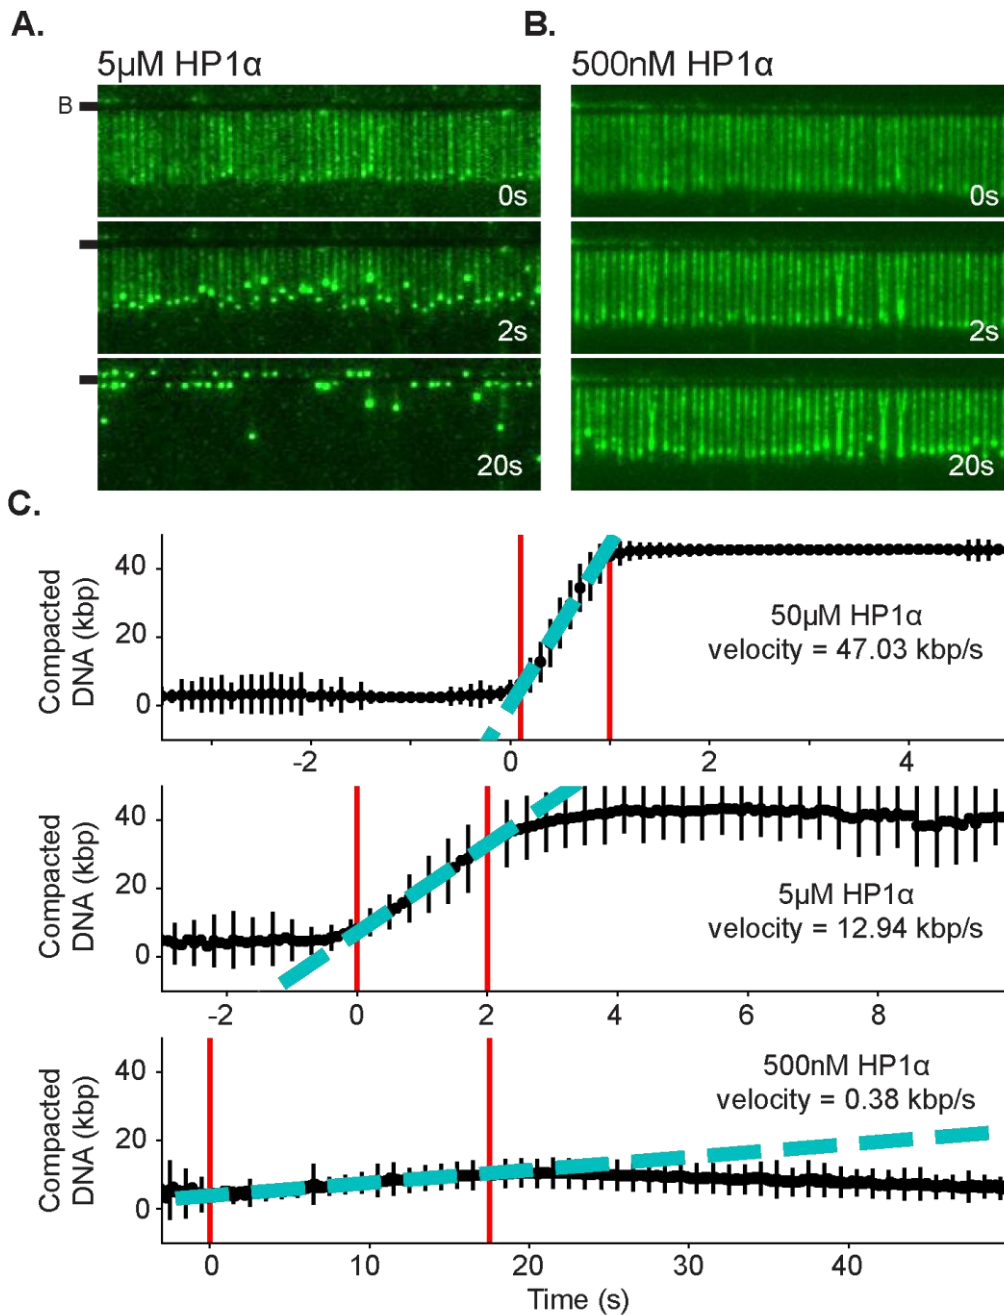 A.
5µM HP1α
B
0s
2s
20s
B.
500nM HP1α
0s
2s
20s
C.
Compacted
DNA (kbp)
40
20
0
50µM HP1α
velocity = 47.03 kbp/s
-2 0 2 4
Compacted
DNA (kbp)
40
20
0
5µM HP1α
velocity = 12.94 kbp/s
-2 0 2 4 6 8
Compacted
DNA (kbp)
40
20
0
500nM HP1α
velocity = 0.38 kbp/s
0 10 20 30 40
Time (s)